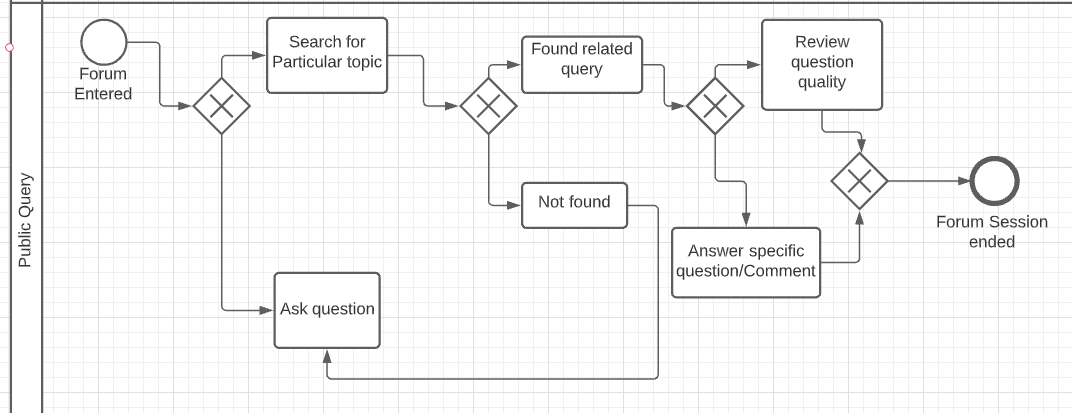 Public Query
Forum
Entered
Search for
Particular topic
Found related
query
Review
question
quality
Not found
Answer specific
question/Comment
Ask question
Forum Session
ended